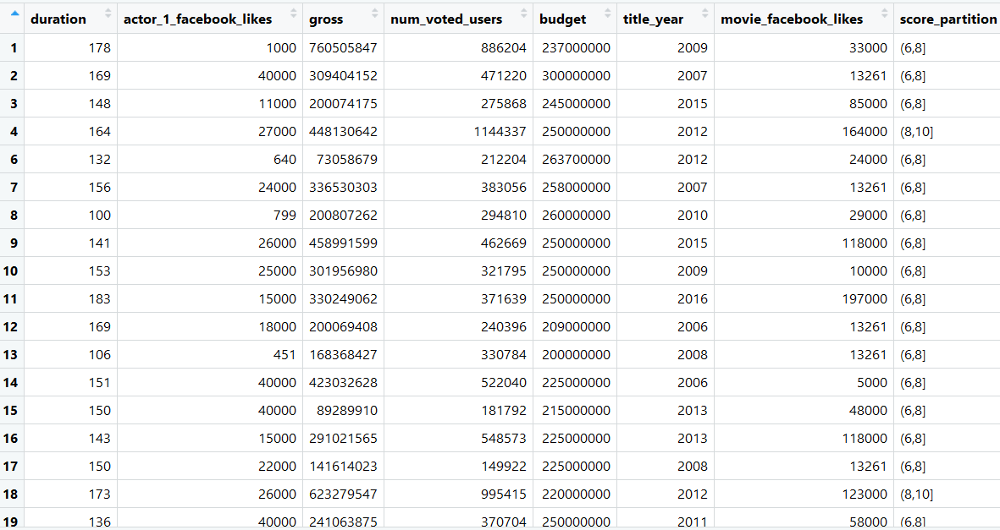 duration actor_1_facebook_likes gross num_voted_users budget title_year movie_facebook_likes score_partition
1 178 1000 760505847 886204 237000000 2009 33000 (6,8]
2 169 40000 309404152 471220 300000000 2007 13261 (6,8]
3 148 11000 200074175 275868 245000000 2015 85000 (6,8]
4 164 27000 448130642 1144337 250000000 2012 164000 (8,10]
6 132 640 73058679 212204 263700000 2012 24000 (6,8]
7 156 24000 336530303 383056 258000000 2007 13261 (6,8]
8 100 799 200807262 294810 260000000 2010 29000 (6,8]
9 141 26000 458991599 462669 250000000 2015 118000 (6,8]
10 153 25000 301956980 321795 250000000 2009 10000 (6,8]
11 183 15000 330249062 371639 250000000 2016 197000 (6,8]
12 169 18000 200069408 240396 209000000 2006 13261 (6,8]
13 106 451 168368427 330784 200000000 2008 13261 (6,8]
14 151 40000 423032628 522040 225000000 2006 5000 (6,8]
15 150 40000 89289910 181792 215000000 2013 48000 (6,8]
16 143 15000 291021565 548573 225000000 2013 118000 (6,8]
17 150 22000 141614023 149922 225000000 2008 13261 (6,8]
18 173 26000 623279547 995415 220000000 2012 123000 (8,10]
19 136 40000 241063875 370704 250000000 2011 58000 (6,8]